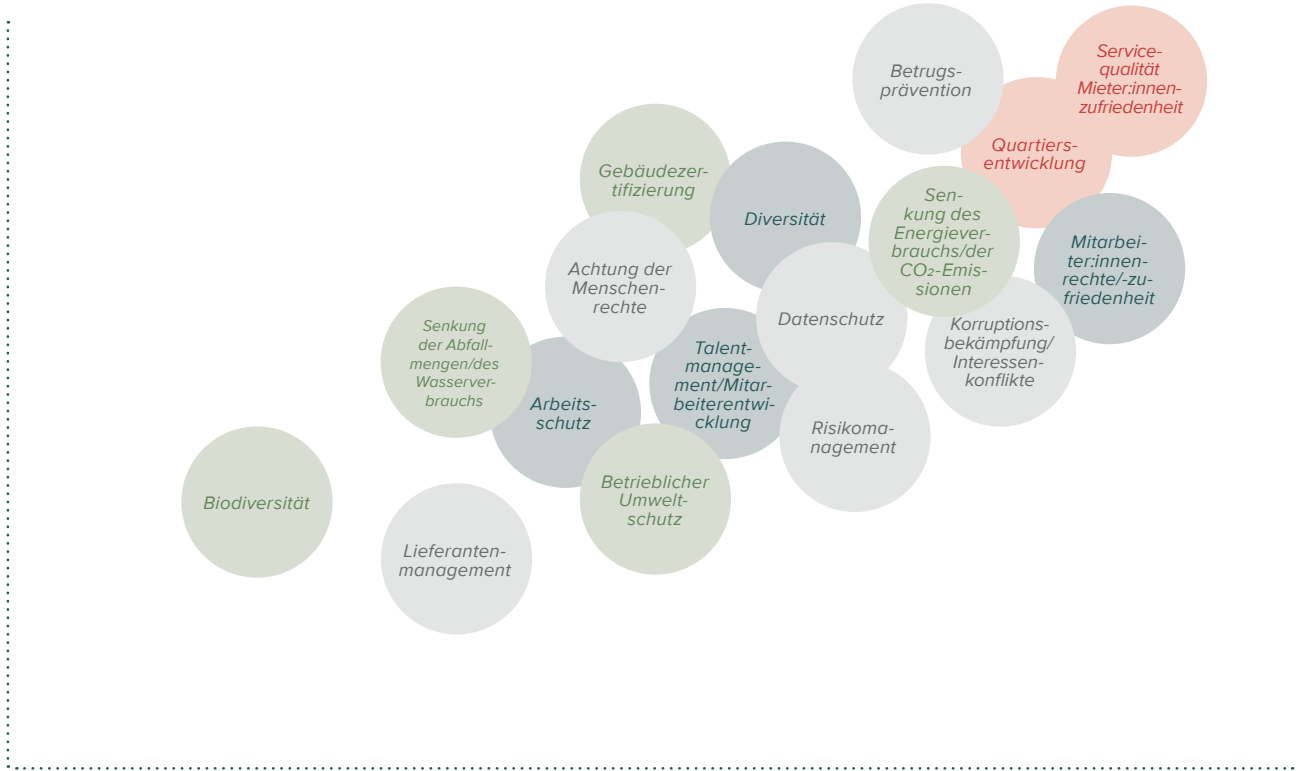 Service-
qualität
Mieter:innen-
zufriedenheit
Betrugs-
prävention
Quartiers-
entwicklung
Gebäudezer-
tifizierung
Diversität
Sen-
kung des
Energiever-
brauchs/der
CO₂-Emis-
sionen
Mitarbei-
ter:innen-
rechte/-zu-
friedenheit
Achtung der
Menschen-
rechte
Datenschutz
Korruptions-
bekämpfung/
Interessen-
konflikte
Senkung
der Abfall-
mengen/des
Wasserver-
brauchs
Talent-
manage-
ment/Mitar-
beiterentwi-
cklung
Arbeits-
schutz
Risikoma-
nagement
Betrieblicher
Umwelt-
schutz
Biodiversität
Lieferanten-
management